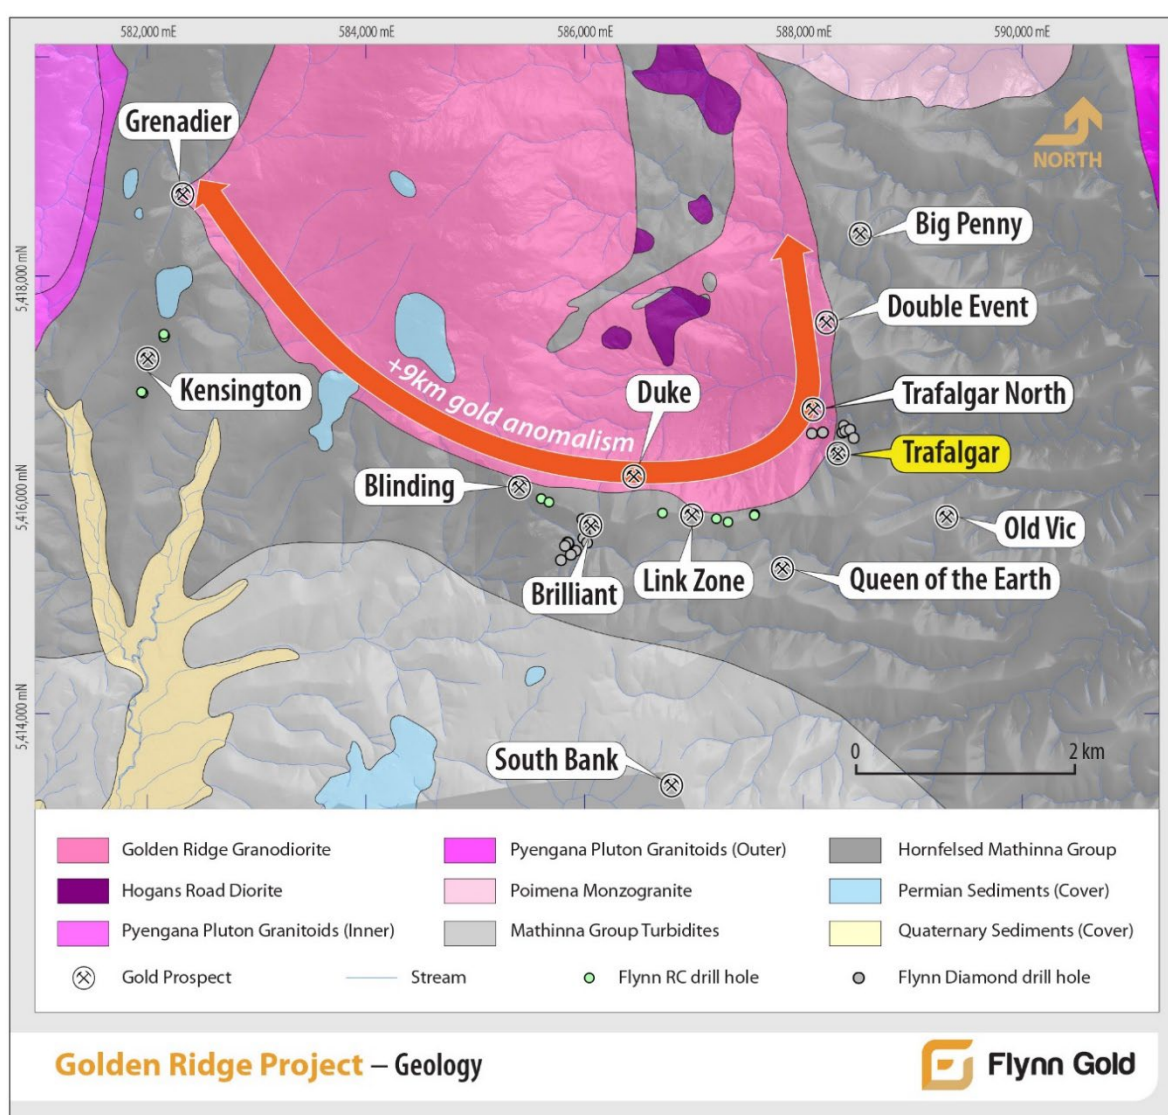 582,000 mE
584,000 mE
586,000 mE
588,000 mE
590,000 mE
Grenadier
NORTH
Big Penny
5,418,000 mN
Double Event
Kensington
+9km gold anomalism
Duke
Trafalgar North
Trafalgar
Blinding
5,416,000 mN
Old Vic
Brilliant
Link Zone
Queen of the Earth
5,414,000 mN
South Bank
0
2 km
Golden Ridge Granodiorite
Pyengana Pluton Granitoids (Outer)
Hornfelsed Mathinna Group
Hogans Road Diorite
Poimena Monzogranite
Permian Sediments (Cover)
Pyengana Pluton Granitoids (Inner)
Mathinna Group Turbidites
Quaternary Sediments (Cover)
Gold Prospect
Stream
Flynn RC drill hole
Flynn Diamond drill hole
Golden Ridge Project – Geology
Flynn Gold